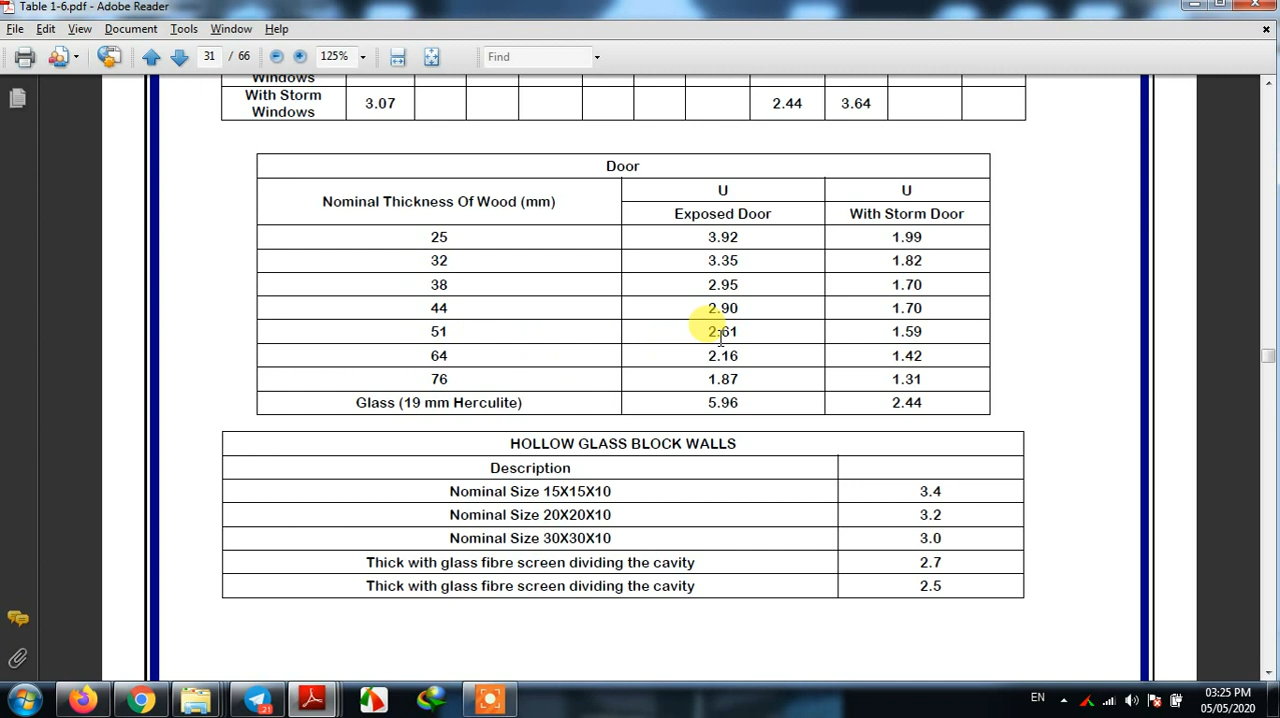 Table 1-6.pdf - Adobe Reader
File Edit View Document Tools Window Help
31 / 66 125% Find
Windows
With Storm Windows 3.07 2.44 3.64
Door
Nominal Thickness Of Wood (mm) U U
Exposed Door With Storm Door
25 3.92 1.99
32 3.35 1.82
38 2.95 1.70
44 2.90 1.70
51 2.61 1.59
64 2.16 1.42
76 1.87 1.31
Glass (19 mm Herculite) 5.96 2.44
HOLLOW GLASS BLOCK WALLS
Description
Nominal Size 15X15X10 3.4
Nominal Size 20X20X10 3.2
Nominal Size 30X30X10 3.0
Thick with glass fibre screen dividing the cavity 2.7
Thick with glass fibre screen dividing the cavity 2.5
21
EN
03:25 PM
05/05/2020